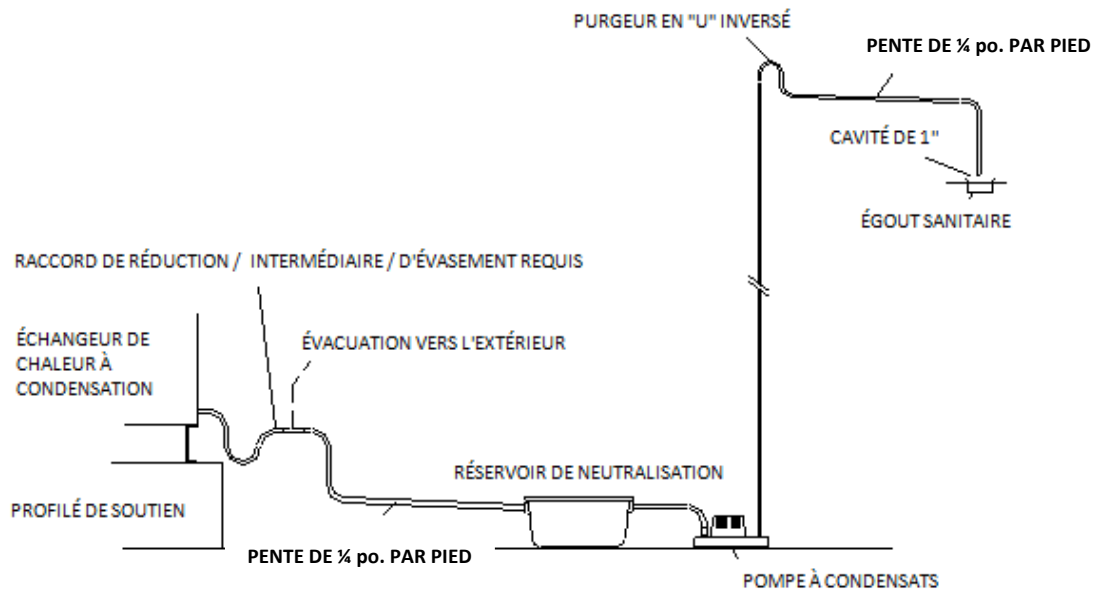 PURGEUR EN "U" INVERSÉ
PENTE DE ¼ po. PAR PIED
CAVITÉ DE 1"
ÉGOUT SANITAIRE
RACCORD DE RÉDUCTION / INTERMÉDIAIRE / D'ÉVASEMENT REQUIS
ÉCHANGEUR DE
CHALEUR À
CONDENSATION
ÉVACUATION VERS L'EXTÉRIEUR
RÉSERVOIR DE NEUTRALISATION
PROFILÉ DE SOUTIEN
PENTE DE ¼ po. PAR PIED
POMPE À CONDENSATS